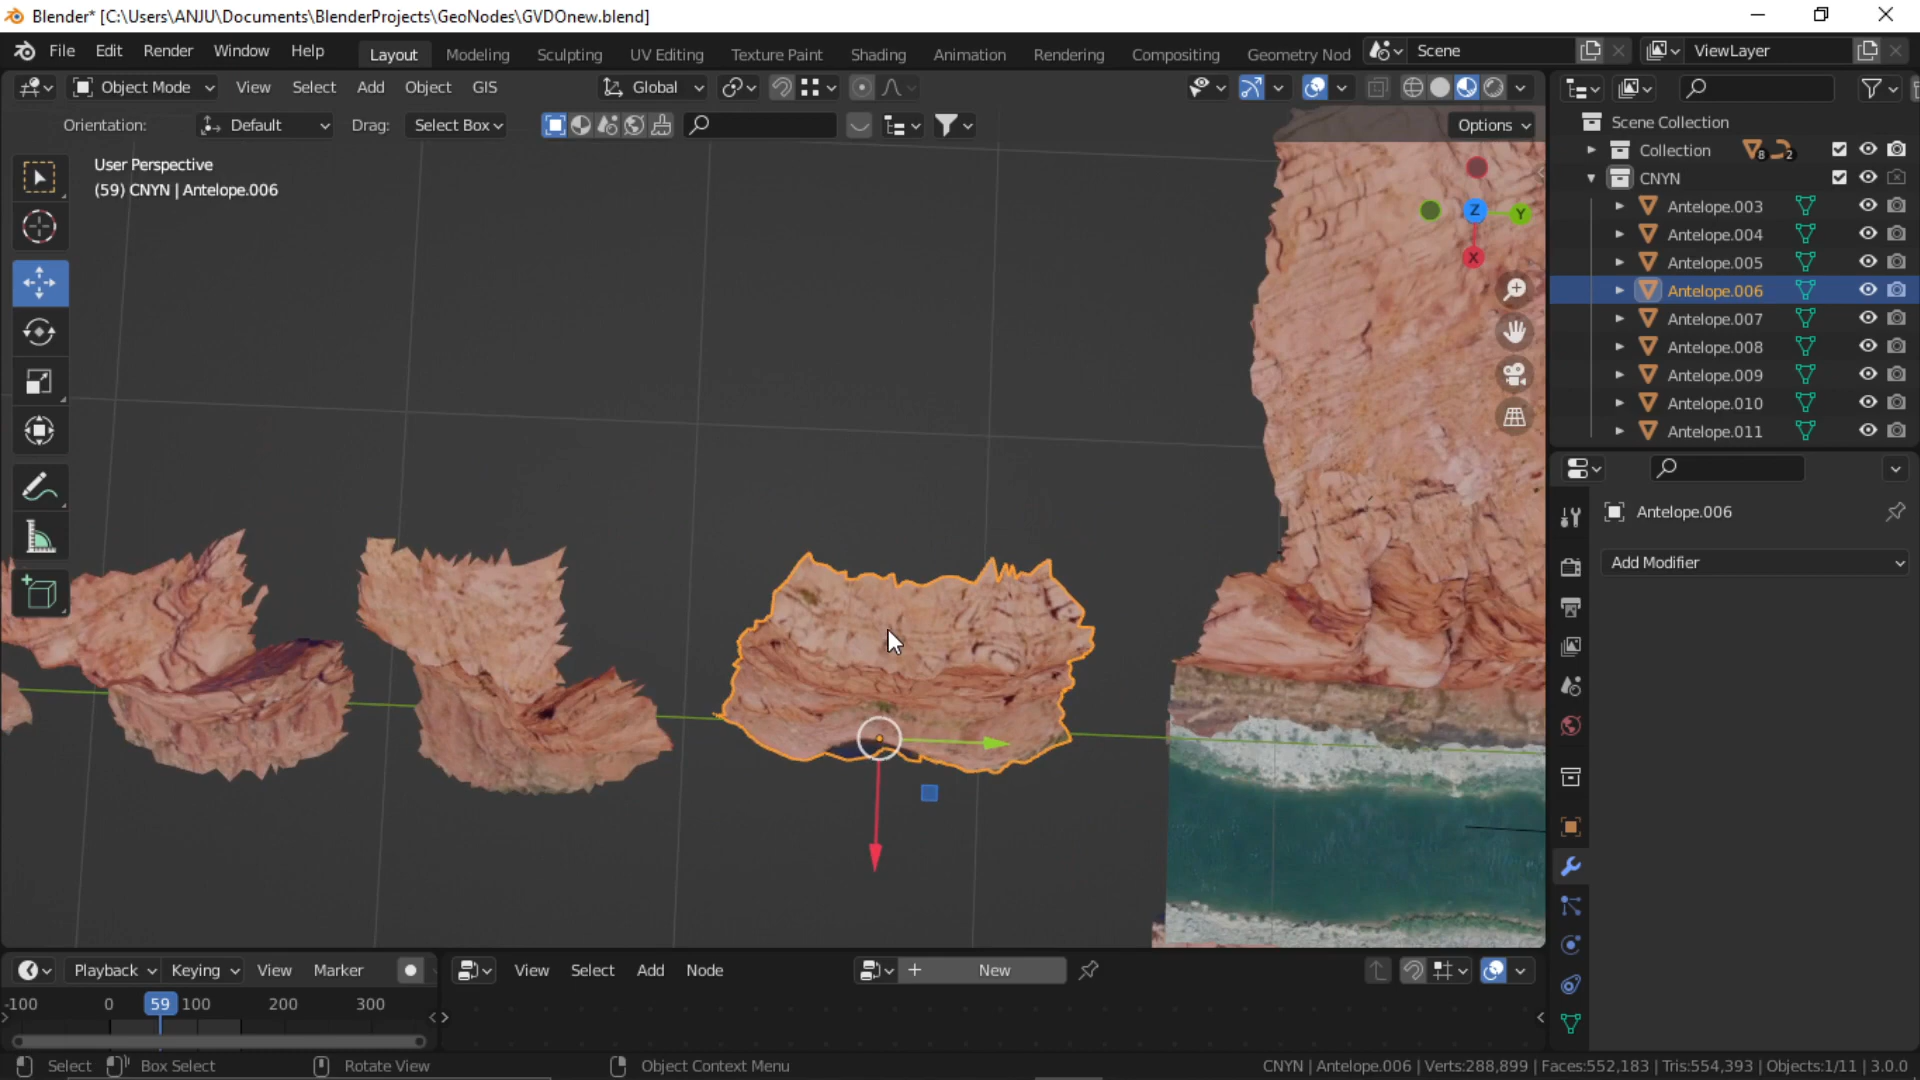 Blender* [C:\Users\ANJU\Documents\BlenderProjects\GeoNodes\GVDOnew.blend]
File Edit Render Window Help Layout Modeling Sculpting UV Editing Texture Paint Shading Animation Rendering Compositing Geometry Nod Scene ViewLayer
Object Mode View Select Add Object GIS Global
Orientation: Default Drag: Select Box Options
User Perspective
(59) CNYN | Antelope.006
X
Y
Z
Scene Collection
Collection 8 2
CNYN
Antelope.003
Antelope.004
Antelope.005
Antelope.006
Antelope.007
Antelope.008
Antelope.009
Antelope.010
Antelope.011
Antelope.006
Add Modifier
Playback Keying View Marker
View Select Add Node New
-100 0 59 100 200 300
Select Box Select Rotate View Object Context Menu CNYN | Antelope.006 | Verts:288,899 | Faces:552,183 | Tris:554,393 | Objects:1/11 | 3.0.0